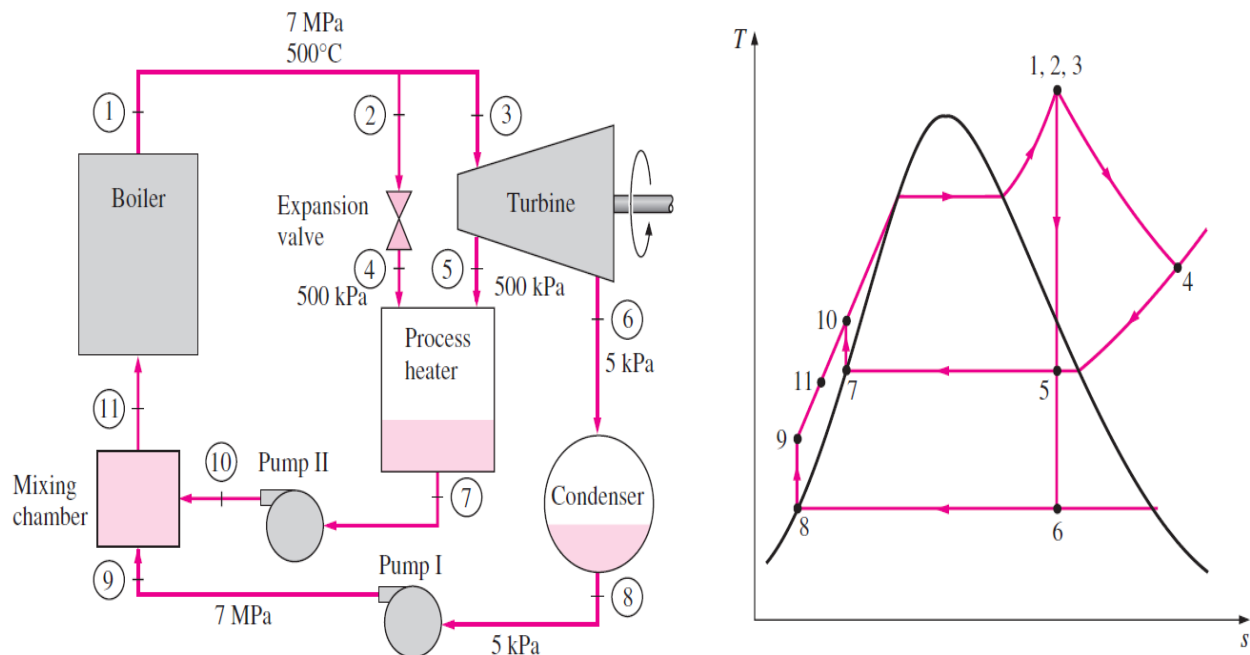 7 MPa
500°C
1
2
3
Boiler
Expansion
valve
Turbine
4
5
500 kPa
500 kPa
6
Process
heater
5 kPa
11
10
Pump II
7
Condenser
Mixing
chamber
9
Pump I
8
7 MPa
5 kPa
T
1, 2, 3
4
10
11
7
5
9
8
6
s